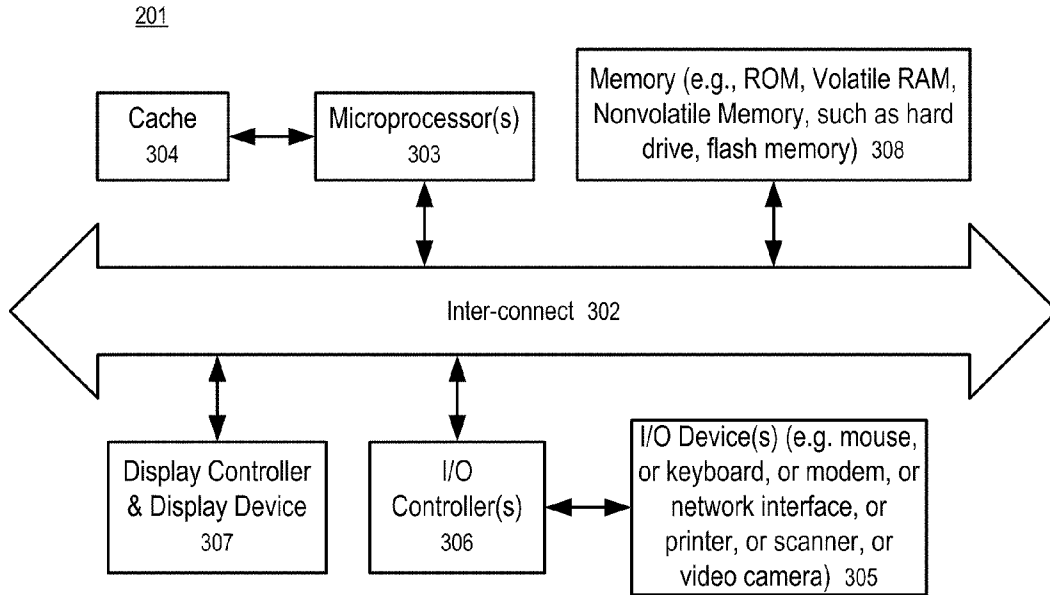 201
Cache
304
Microprocessor(s)
303
Memory (e.g., ROM, Volatile RAM,
Nonvolatile Memory, such as hard
drive, flash memory) 308
Inter-connect 302
Display Controller
& Display Device
307
I/O
Controller(s)
306
I/O Device(s) (e.g. mouse,
or keyboard, or modem, or
network interface, or
printer, or scanner, or
video camera) 305